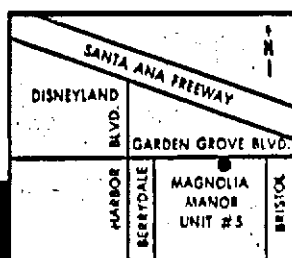 N
SANTA ANA FREEWAY
DISNEYLAND
HARBOR BLVD.
GARDEN GROVE BLVD.
BERRYDALE
MAGNOLIA
MANOR
UNIT #5
BRISTOL